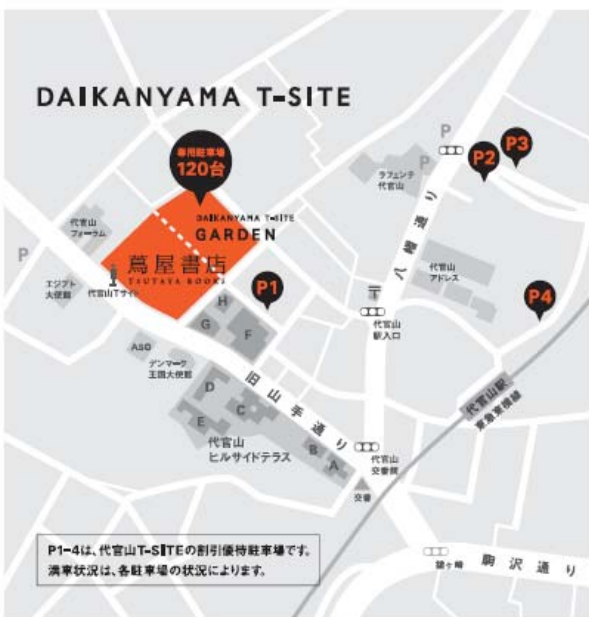 DAIKANYAMA T-SITE
専用駐車場
120台
P
P2
P3
ラフェンテ
代官山
P
DAIKANYAMA T-SITE
GARDEN
代官山
フォーラム
八幡通り
P
蔦屋書店
TSUTAYA BOOKS
代官山
アドレス
エジプト
大使館
代官山Tサイト
P1
H
〒
P4
代官山
駅入口
G
F
ASO
デンマーク
王国大使館
旧山手通り
代官山駅
東急東横線
D
C
E
代官山
ヒルサイドテラス
B
A
代官山
交番前
交番
P1-4は、代官山T-SITEの割引優待駐車場です。
満車状況は、各駐車場の状況によります。
鎗ヶ崎
駒沢通り